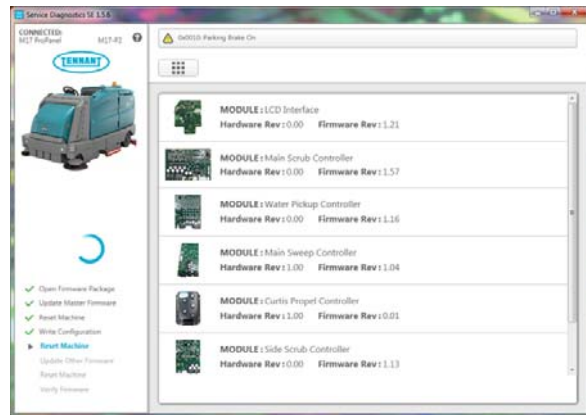 Service Diagnostics SE 1.5.6
CONNECTED:
M17 ProPanel M17-P2
TENNANT
0x0010: Parking Brake On
MODULE: LCD Interface
Hardware Rev: 0.00 Firmware Rev: 1.21
MODULE: Main Scrub Controller
Hardware Rev: 0.00 Firmware Rev: 1.57
MODULE: Water Pickup Controller
Hardware Rev: 0.00 Firmware Rev: 1.16
MODULE: Main Sweep Controller
Hardware Rev: 1.00 Firmware Rev: 1.04
MODULE: Curtis Propel Controller
Hardware Rev: 1.00 Firmware Rev: 0.01
MODULE: Side Scrub Controller
Hardware Rev: 0.00 Firmware Rev: 1.13
Open Firmware Package
Update Master Firmware
Reset Machine
Write Configuration
Reset Machine
Update Other Firmware
Reset Machine
Verify Firmware